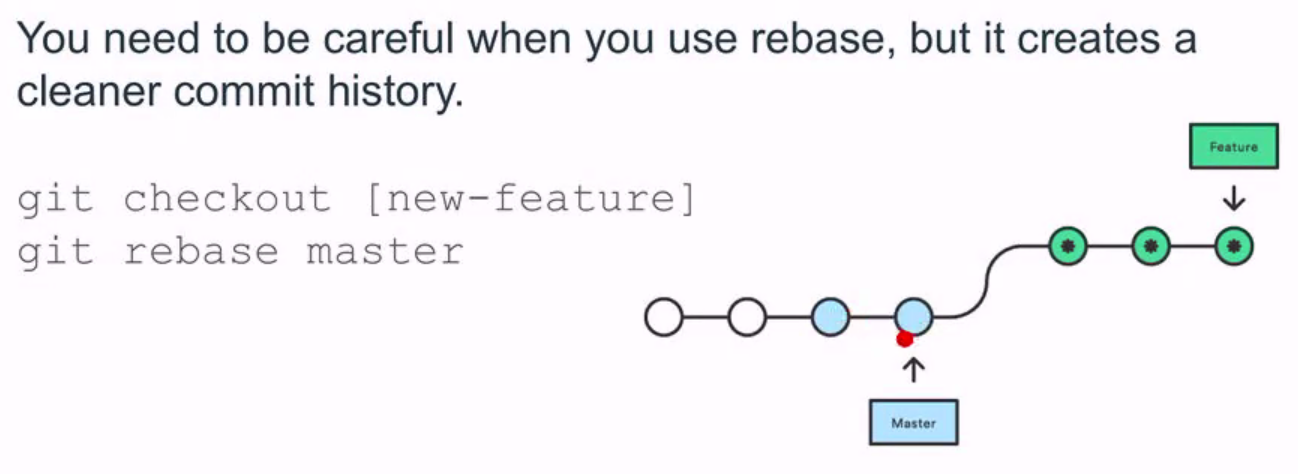 You need to be careful when you use rebase, but it creates a
cleaner commit history.
git checkout [new-feature]
git rebase master
Feature
Master